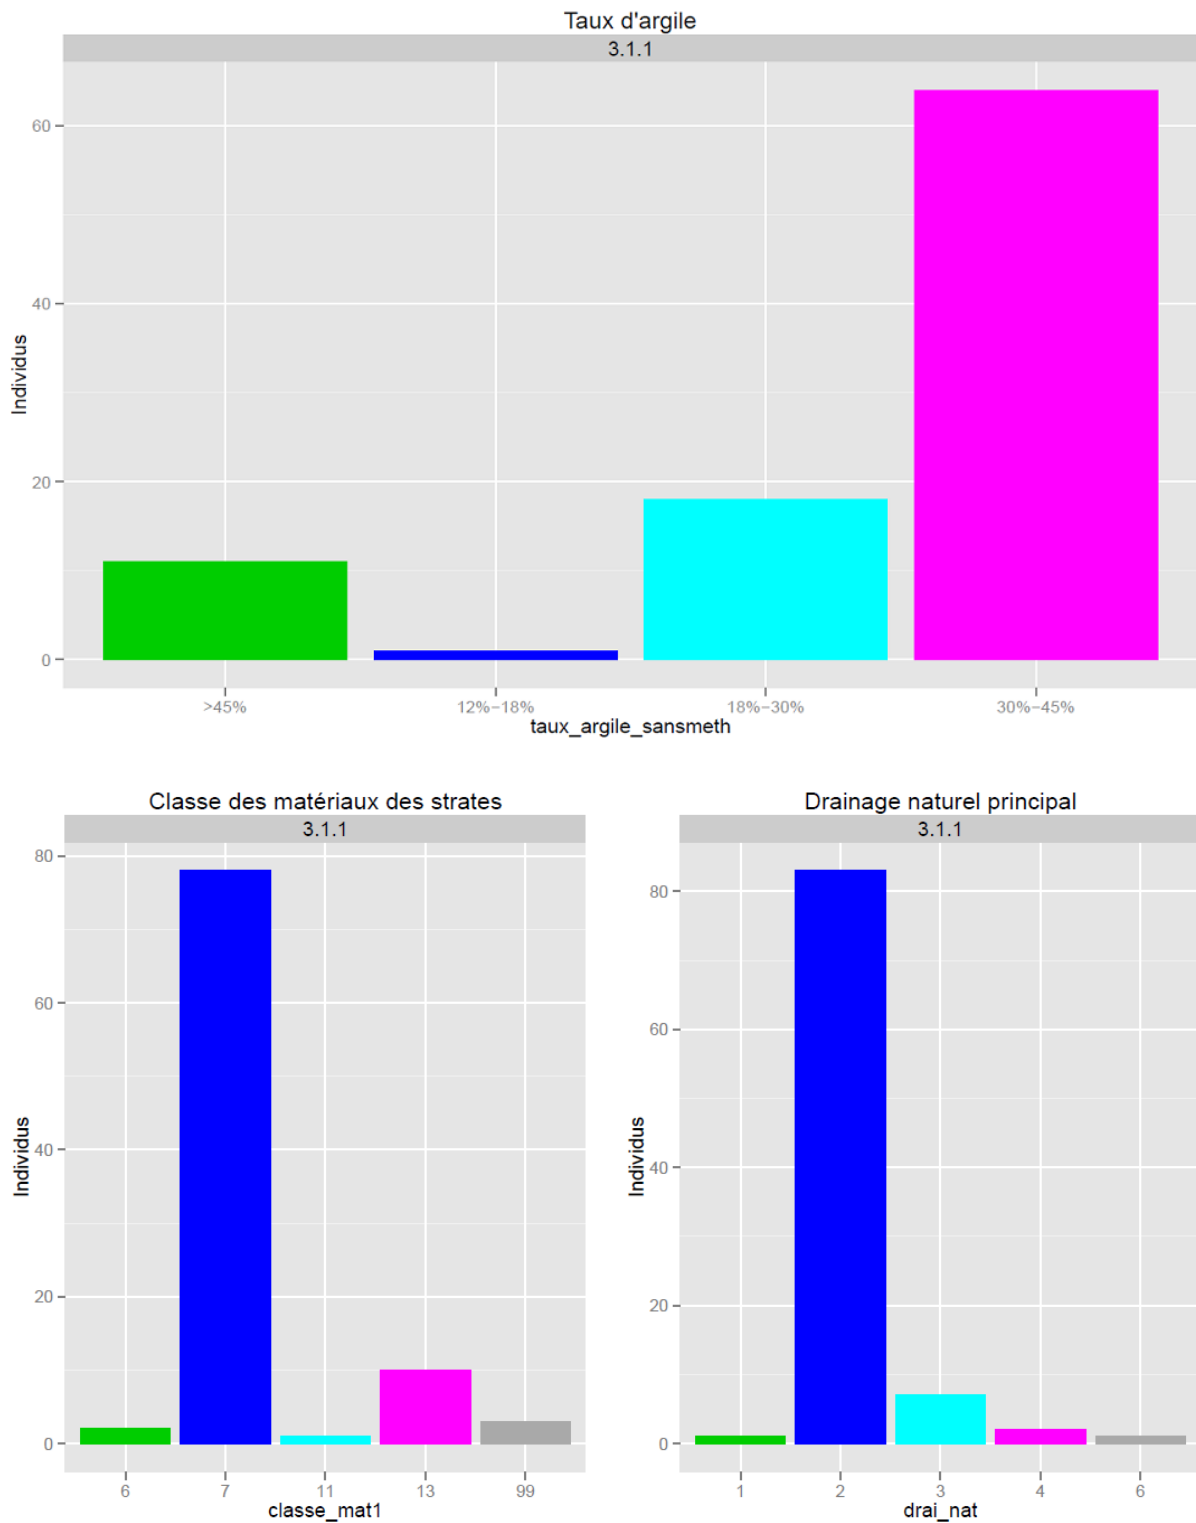 Taux d'argile
3.1.1
60
40
20
0
Individus
>45% 12%−18% 18%−30% 30%−45%
taux_argile_sansmeth
Classe des matériaux des strates
3.1.1
80
60
40
20
0
Individus
6 7 11 13 99
classe_mat1
Drainage naturel principal
3.1.1
80
60
40
20
0
Individus
1 2 3 4 6
drai_nat